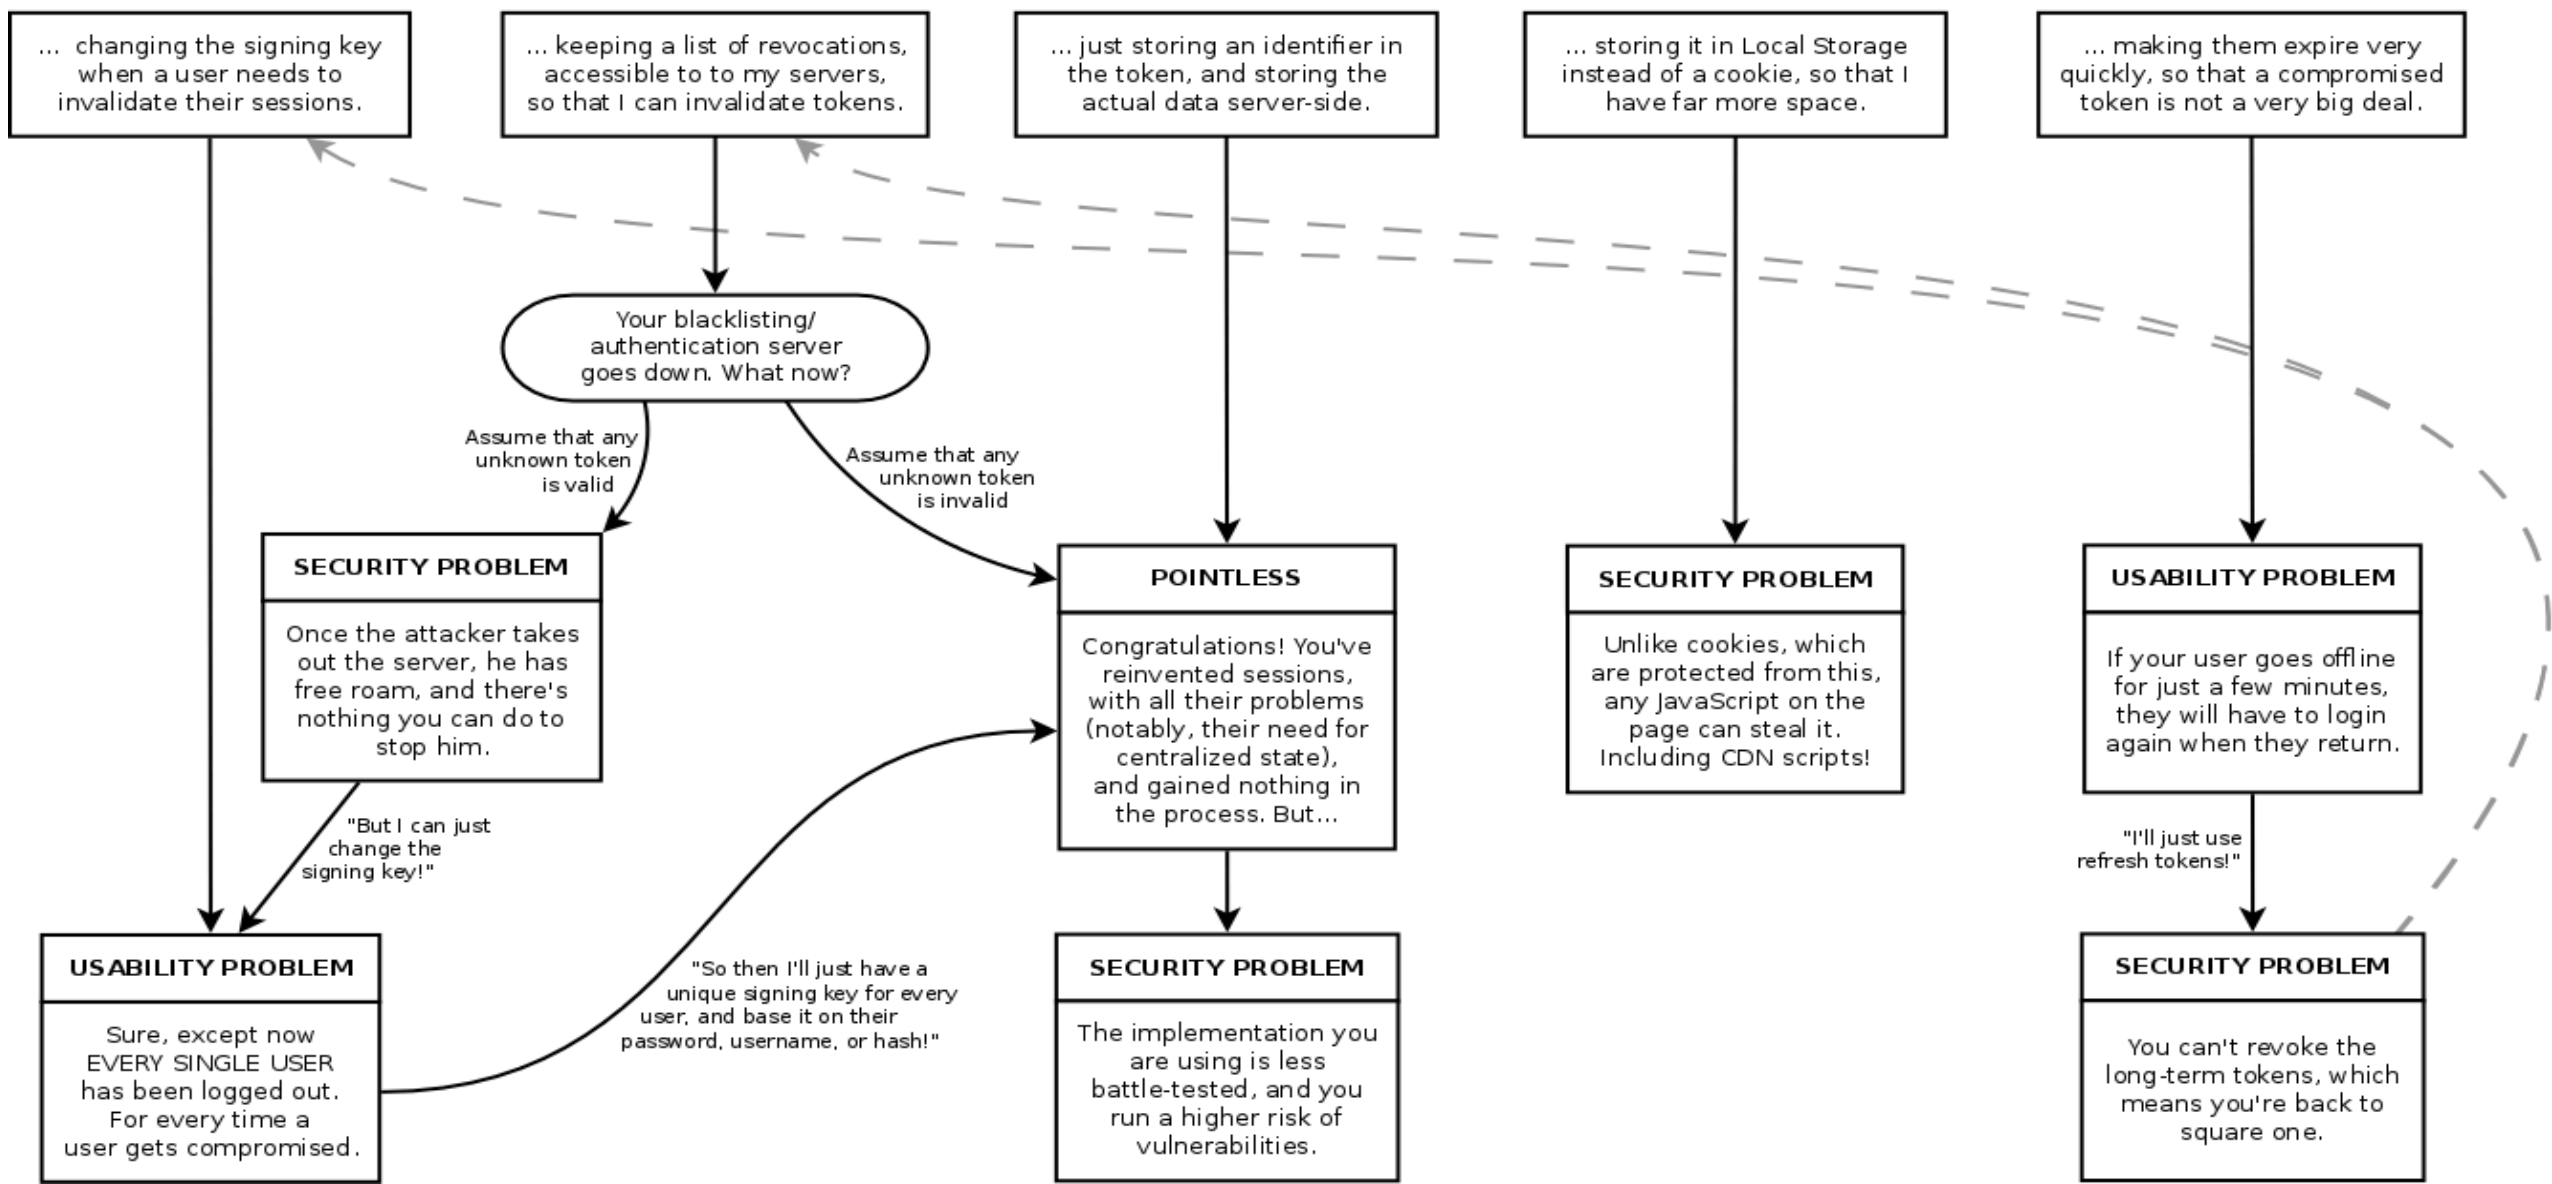 ... changing the signing key
when a user needs to
invalidate their sessions.
... keeping a list of revocations,
accessible to to my servers,
so that I can invalidate tokens.
... just storing an identifier in
the token, and storing the
actual data server-side.
... storing it in Local Storage
instead of a cookie, so that I
have far more space.
... making them expire very
quickly, so that a compromised
token is not a very big deal.
Your blacklisting/
authentication server
goes down. What now?
Assume that any
unknown token
is valid
Assume that any
unknown token
is invalid
SECURITY PROBLEM
Once the attacker takes
out the server, he has
free roam, and there's
nothing you can do to
stop him.
POINTLESS
Congratulations! You've
reinvented sessions,
with all their problems
(notably, their need for
centralized state),
and gained nothing in
the process. But...
SECURITY PROBLEM
Unlike cookies, which
are protected from this,
any JavaScript on the
page can steal it.
Including CDN scripts!
USABILITY PROBLEM
If your user goes offline
for just a few minutes,
they will have to login
again when they return.
"But I can just
change the
signing key!"
"I'll just use
refresh tokens!"
USABILITY PROBLEM
Sure, except now
EVERY SINGLE USER
has been logged out.
For every time a
user gets compromised.
"So then I'll just have a
unique signing key for every
user, and base it on their
password, username, or hash!"
SECURITY PROBLEM
The implementation you
are using is less
battle-tested, and you
run a higher risk of
vulnerabilities.
SECURITY PROBLEM
You can't revoke the
long-term tokens, which
means you're back to
square one.